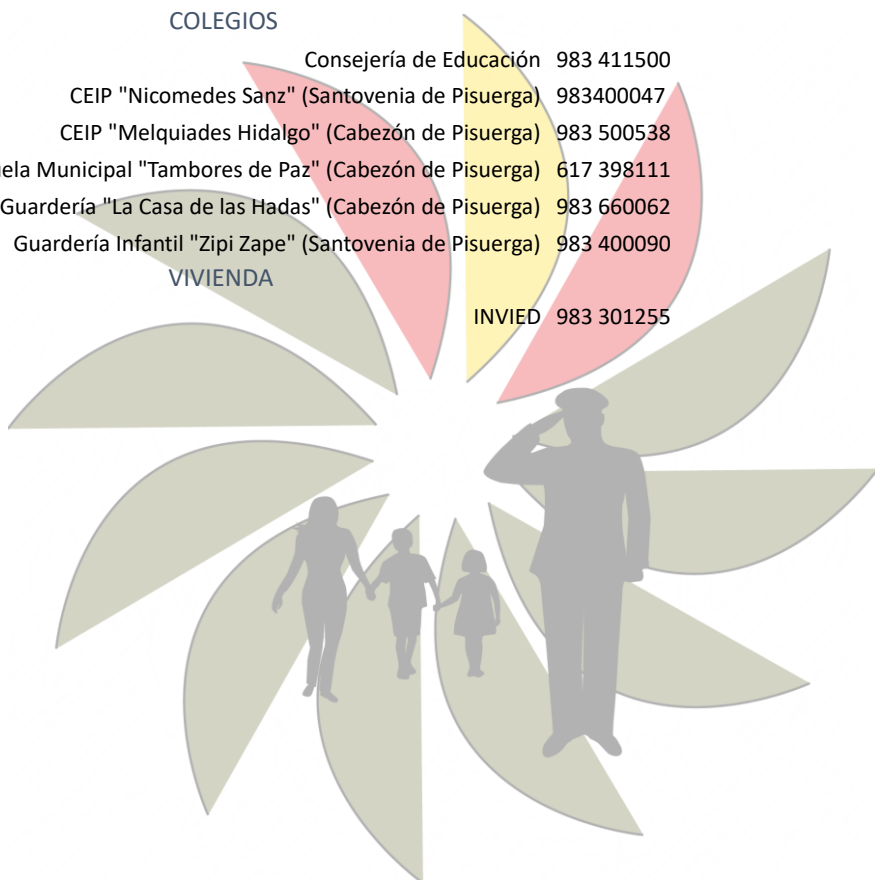 COLEGIOS
Consejería de Educación 983 411500
CEIP "Nicomedes Sanz" (Santovenia de Pisuerga) 983400047
CEIP "Melquiades Hidalgo" (Cabezón de Pisuerga) 983 500538
Municipal "Tambores de Paz" (Cabezón de Pisuerga) 617 398111
Guardería "La Casa de las Hadas" (Cabezón de Pisuerga) 983 660062
Guardería Infantil "Zipi Zape" (Santovenia de Pisuerga) 983 400090
VIVIENDA
INVIED 983 301255